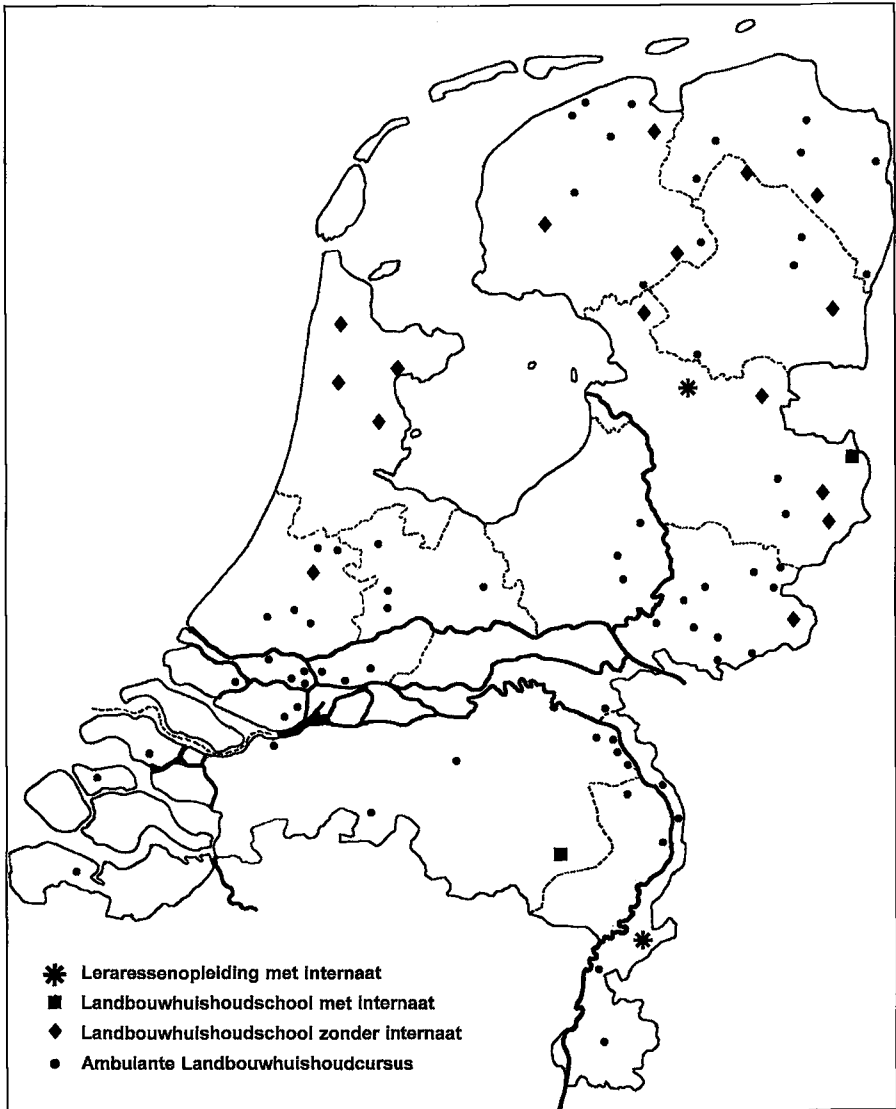 Leraressenopleiding met internaat
Landbouwhuishoudschool met internaat
Landbouwhuishoudschool zonder internaat
Ambulante Landbouwhuishoudcursus